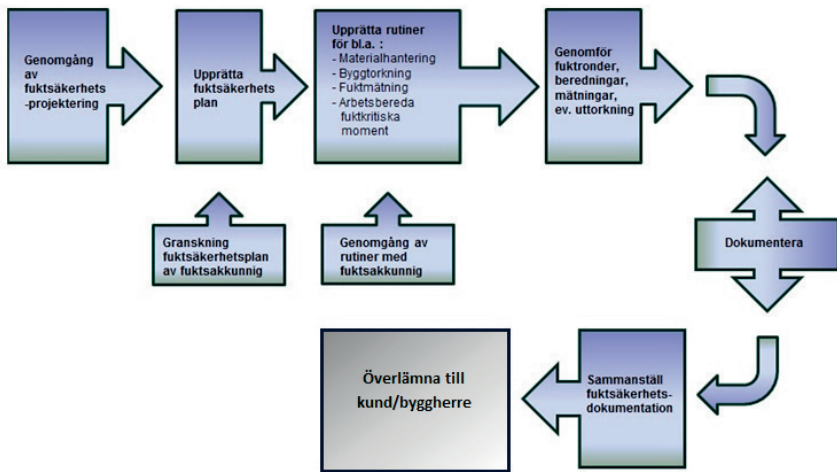 Genomgång
av
fuktsäkerhets
-projektering
Upprätta
fuktsäkerhets
plan
Upprätta rutiner
för bl.a. :
- Materialhantering
- Byggtorkning
- Fuktmätning
- Arbetsbereda
fuktkritiska
moment
Genomför
fuktronder,
beredningar,
mätningar,
ev. uttorkning
Granskning
fuktsäkerhetsplan
av fuktsakkunnig
Genomgång av
rutiner med
fuktsakkunnig
Dokumentera
Sammanställ
fuktsäkerhets-
dokumentation
Överlämna till
kund/byggherre